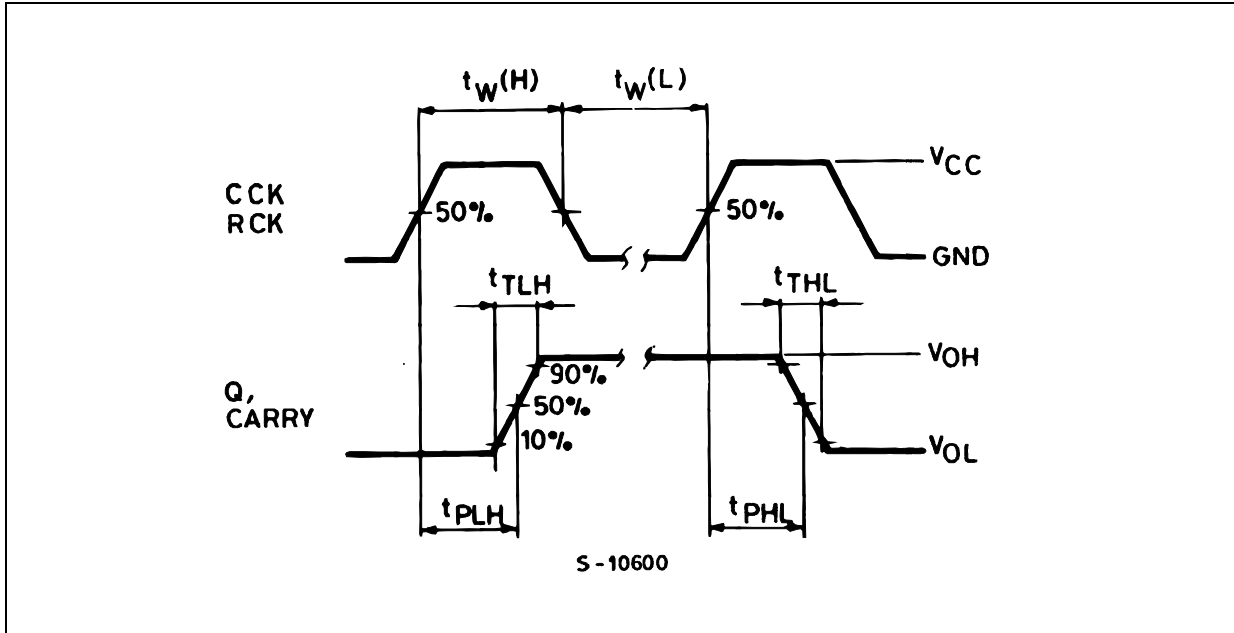 tW(H)
tW(L)
VCC
CCK
RCK
50%
50%
GND
tTLH
tTHL
VOH
90%
Q,
CARRY
50%
10%
VOL
tPLH
tPHL
S-10600